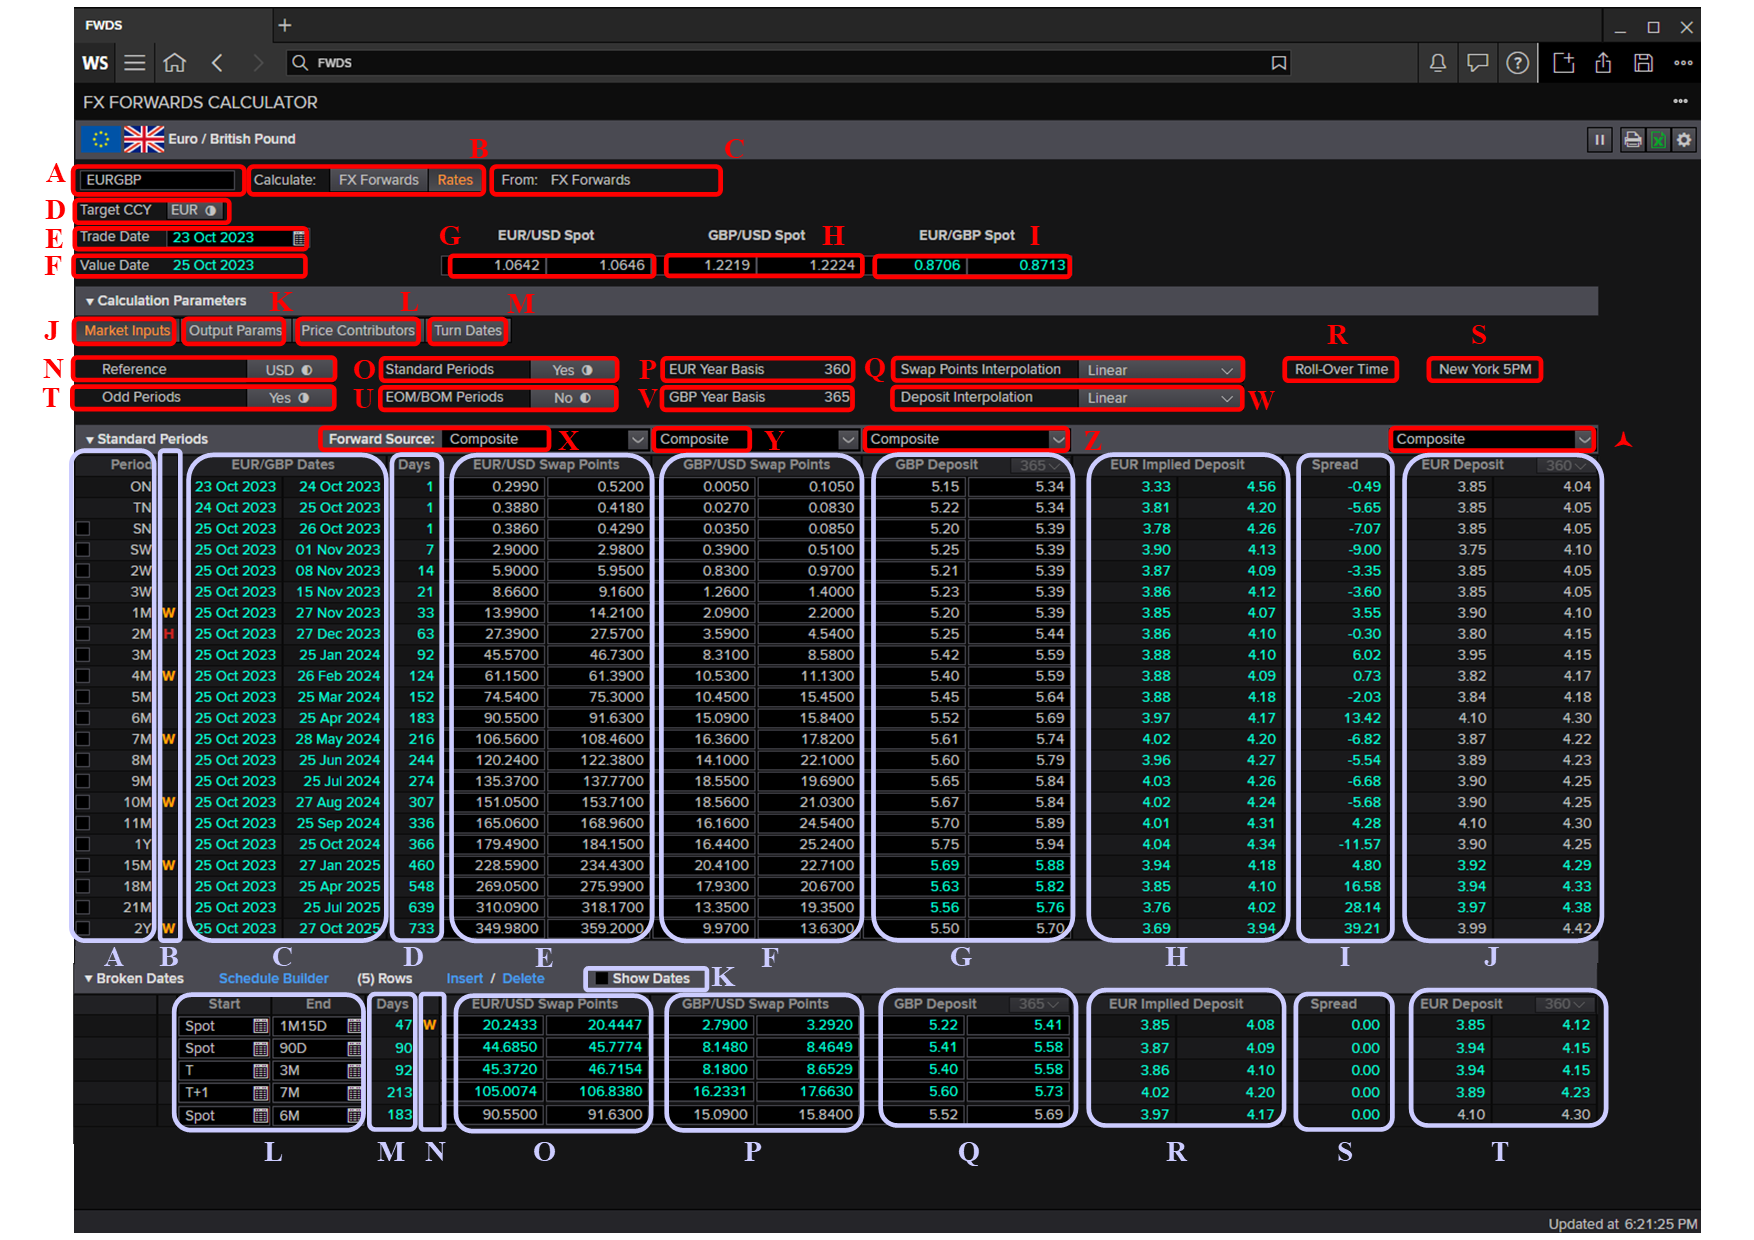 FWDS +
WS FWDS
FX FORWARDS CALCULATOR
Euro / British Pound
B C
A EURGBP Calculate: FX Forwards Rates From: FX Forwards
D Target CCY EUR
E Trade Date 23 Oct 2023 G EUR/USD Spot GBP/USD Spot H EUR/GBP Spot I
F Value Date 25 Oct 2023 1.0642 1.0646 1.2219 1.2224 0.8706 0.8713
Calculation Parameters K L M
J Market Inputs Output Params Price Contributors Turn Dates R S
N Reference USD O Standard Periods Yes P EUR Year Basis 360 Q Swap Points Interpolation Linear Roll-Over Time New York 5PM
T Odd Periods Yes U EOM/BOM Periods No V GBP Year Basis 365 Deposit Interpolation Linear W
Standard Periods Forward Source: Composite X Composite Y Composite Z Composite
Period EUR/GBP Dates Days EUR/USD Swap Points GBP/USD Swap Points GBP Deposit 365 EUR Implied Deposit Spread EUR Deposit 360
ON 23 Oct 2023 24 Oct 2023 1 0.2990 0.5200 0.0050 0.1050 5.15 5.34 3.33 4.56 -0.49 3.85 4.04
TN 24 Oct 2023 25 Oct 2023 1 0.3880 0.4180 0.0270 0.0830 5.22 5.34 3.81 4.20 -5.65 3.85 4.05
SN 25 Oct 2023 26 Oct 2023 1 0.3860 0.4290 0.0350 0.0850 5.20 5.39 3.78 4.26 -7.07 3.85 4.05
SW 25 Oct 2023 01 Nov 2023 7 2.9000 2.9800 0.3900 0.5100 5.25 5.39 3.90 4.13 -9.00 3.75 4.10
2W 25 Oct 2023 08 Nov 2023 14 5.9000 5.9500 0.8300 0.9700 5.21 5.39 3.87 4.09 -3.35 3.85 4.05
3W 25 Oct 2023 15 Nov 2023 21 8.6600 9.1600 1.2600 1.4000 5.23 5.39 3.86 4.12 -3.60 3.85 4.05
1M W 25 Oct 2023 27 Nov 2023 33 13.9900 14.2100 2.0900 2.2000 5.20 5.39 3.85 4.07 3.55 3.90 4.10
2M H 25 Oct 2023 27 Dec 2023 63 27.3900 27.5700 3.5900 4.5400 5.25 5.44 3.86 4.10 -0.30 3.80 4.15
3M 25 Oct 2023 25 Jan 2024 92 45.5700 46.7300 8.3100 8.5800 5.42 5.59 3.88 4.10 6.02 3.95 4.15
4M W 25 Oct 2023 26 Feb 2024 124 61.1500 61.3900 10.5300 11.1300 5.40 5.59 3.88 4.09 0.73 3.82 4.17
5M 25 Oct 2023 25 Mar 2024 152 74.5400 75.3000 10.4500 15.4500 5.45 5.64 3.88 4.18 -2.03 3.84 4.18
6M 25 Oct 2023 25 Apr 2024 183 90.5500 91.6300 15.0900 15.8400 5.52 5.69 3.97 4.17 13.42 4.10 4.30
7M W 25 Oct 2023 28 May 2024 216 106.5600 108.4600 16.3600 17.8200 5.61 5.74 4.02 4.20 -6.82 3.87 4.22
8M 25 Oct 2023 25 Jun 2024 244 120.2400 122.3800 14.1000 22.1000 5.60 5.79 3.96 4.27 -5.54 3.89 4.23
9M 25 Oct 2023 25 Jul 2024 274 135.3700 137.7700 18.5500 19.6900 5.65 5.84 4.03 4.26 -6.68 3.90 4.25
10M W 25 Oct 2023 27 Aug 2024 307 151.0500 153.7100 18.5600 21.0300 5.67 5.84 4.02 4.24 -5.68 3.90 4.25
11M 25 Oct 2023 25 Sep 2024 336 165.0600 168.9600 16.1600 24.5400 5.70 5.89 4.01 4.31 4.28 4.10 4.30
1Y 25 Oct 2023 25 Oct 2024 366 179.4900 184.1500 16.4400 25.2400 5.75 5.94 4.04 4.34 -11.57 3.90 4.25
15M W 25 Oct 2023 27 Jan 2025 460 228.5900 234.4300 20.4100 22.7100 5.69 5.88 3.94 4.18 4.80 3.92 4.29
18M 25 Oct 2023 25 Apr 2025 548 269.0500 275.9900 17.9300 20.6700 5.63 5.82 3.85 4.10 16.58 3.94 4.33
21M 25 Oct 2023 25 Jul 2025 639 310.0900 318.1700 13.3500 19.3500 5.56 5.76 3.76 4.02 28.14 3.97 4.38
2Y W 25 Oct 2023 27 Oct 2025 733 349.9800 359.2000 9.9700 13.6300 5.50 5.70 3.69 3.94 39.21 3.99 4.42
A B C D E F G H I J
Broken Dates Schedule Builder (5) Rows Insert / Delete Show Dates K
Start End Days EUR/USD Swap Points GBP/USD Swap Points GBP Deposit 365 EUR Implied Deposit Spread EUR Deposit 360
Spot 1M15D 47 W 20.2433 20.4447 2.7900 3.2920 5.22 5.41 3.85 4.08 0.00 3.85 4.12
Spot 90D 90 44.6850 45.7774 8.1480 8.4649 5.41 5.58 3.87 4.09 0.00 3.94 4.15
T 3M 92 45.3720 46.7154 8.1800 8.6529 5.40 5.58 3.86 4.10 0.00 3.94 4.15
T+1 7M 213 105.0074 106.8380 16.2331 17.6630 5.60 5.73 4.02 4.20 0.00 3.89 4.23
Spot 6M 183 90.5500 91.6300 15.0900 15.8400 5.52 5.69 3.97 4.17 0.00 4.10 4.30
L M N O P Q R S T
Updated at 6:21:25 PM